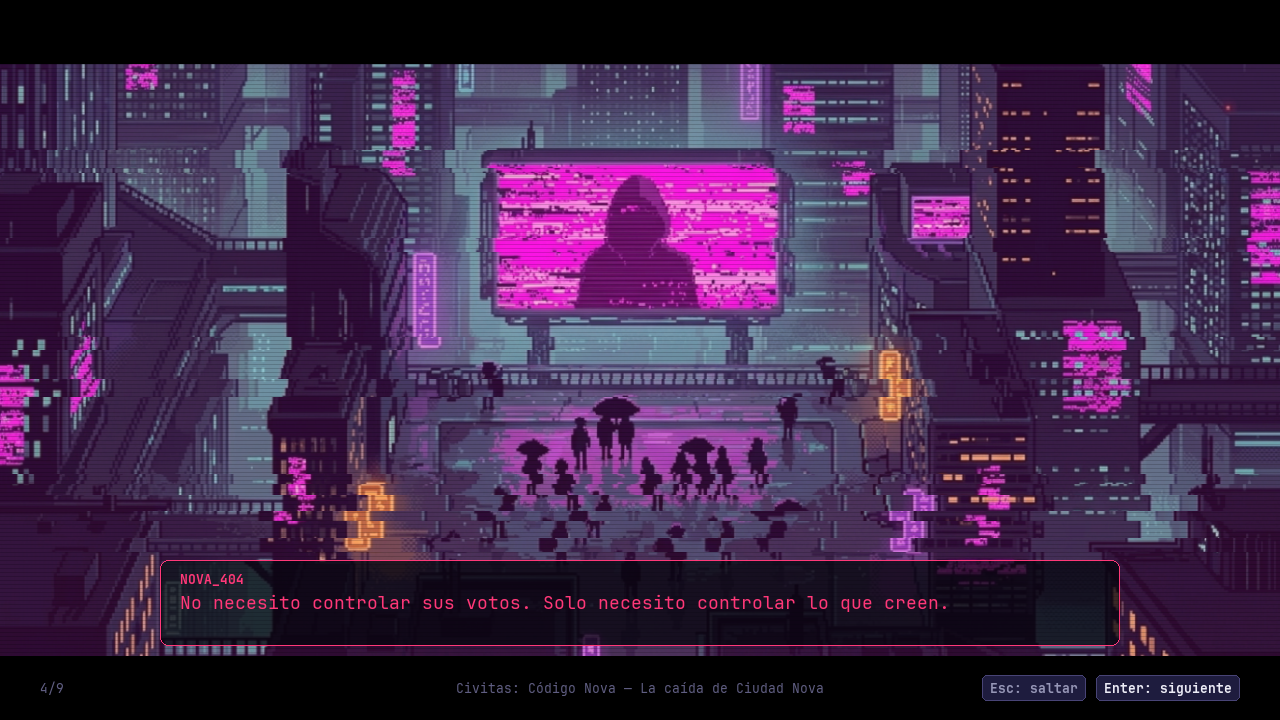 NOVA_404
No necesito controlar sus votos. Solo necesito controlar lo que creen.
4/9
Civitas: Código Nova — La caída de Ciudad Nova
Esc: saltar
Enter: siguiente